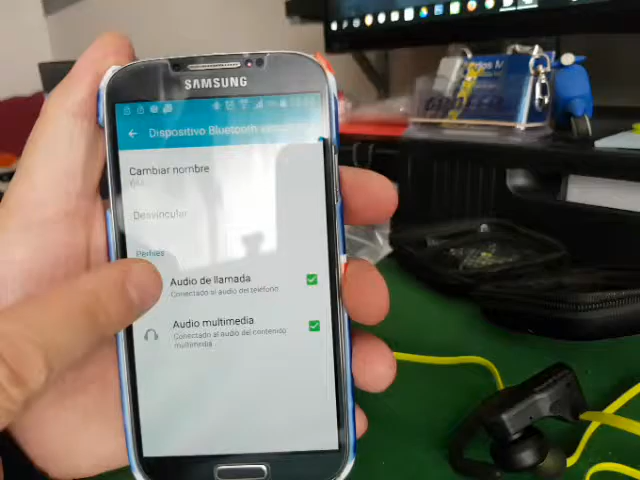 SAMSUNG
Dispositivo Bluetooth
Cambiar nombre
Desvincular
Perfiles
Audio de llamada
Conectado al audio del teléfono
Audio multimedia
Conectado al audio del contenido
multimedia